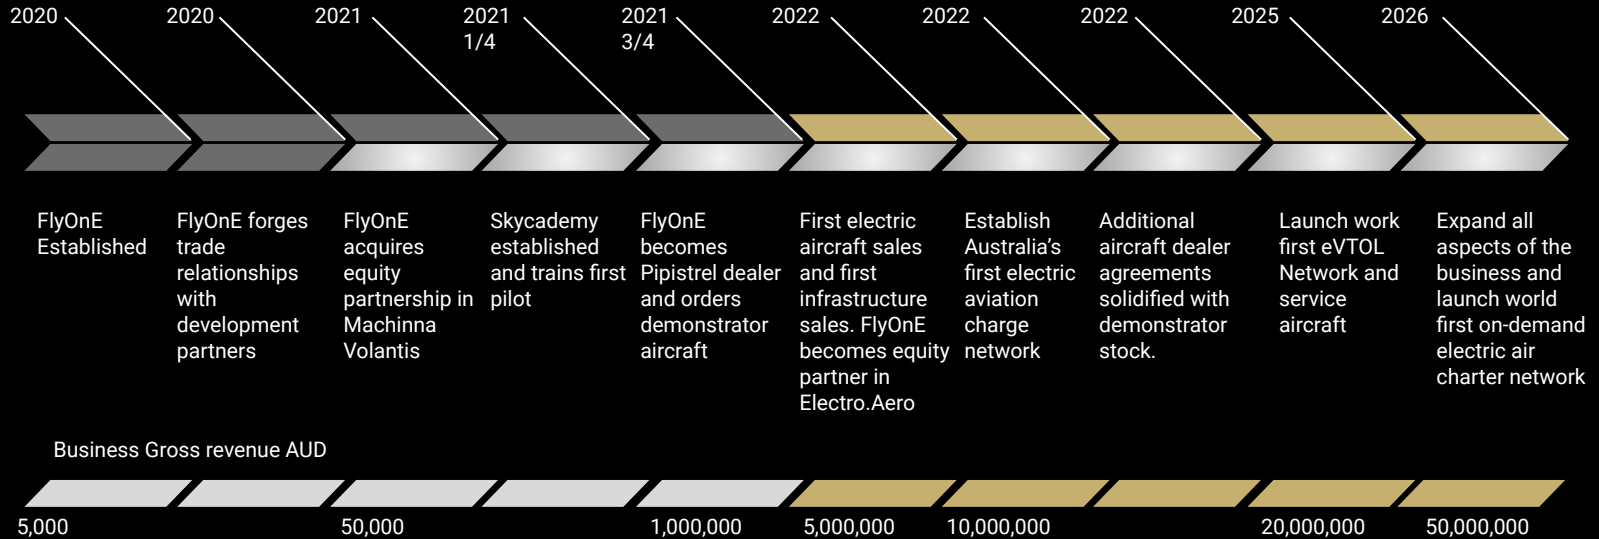 2020
2020
2021
2021
1/4
2021
3/4
2022
2022
2022
2025
2026
FlyOnE
Established
FlyOnE forges
trade
relationships
with
development
partners
FlyOnE
acquires
equity
partnership in
Machinna
Volantis
Skycademy
established
and trains first
pilot
FlyOnE
becomes
Pipistrel dealer
and orders
demonstrator
aircraft
First electric
aircraft sales
and first
infrastructure
sales. FlyOnE
becomes equity
partner in
Electro.Aero
Establish
Australia’s
first electric
aviation
charge
network
Additional
aircraft dealer
agreements
solidified with
demonstrator
stock.
Launch work
first eVTOL
Network and
service
aircraft
Expand all
aspects of the
business and
launch world
first on-demand
electric air
charter network
Business Gross revenue AUD
5,000
50,000
1,000,000
5,000,000
10,000,000
20,000,000
50,000,000